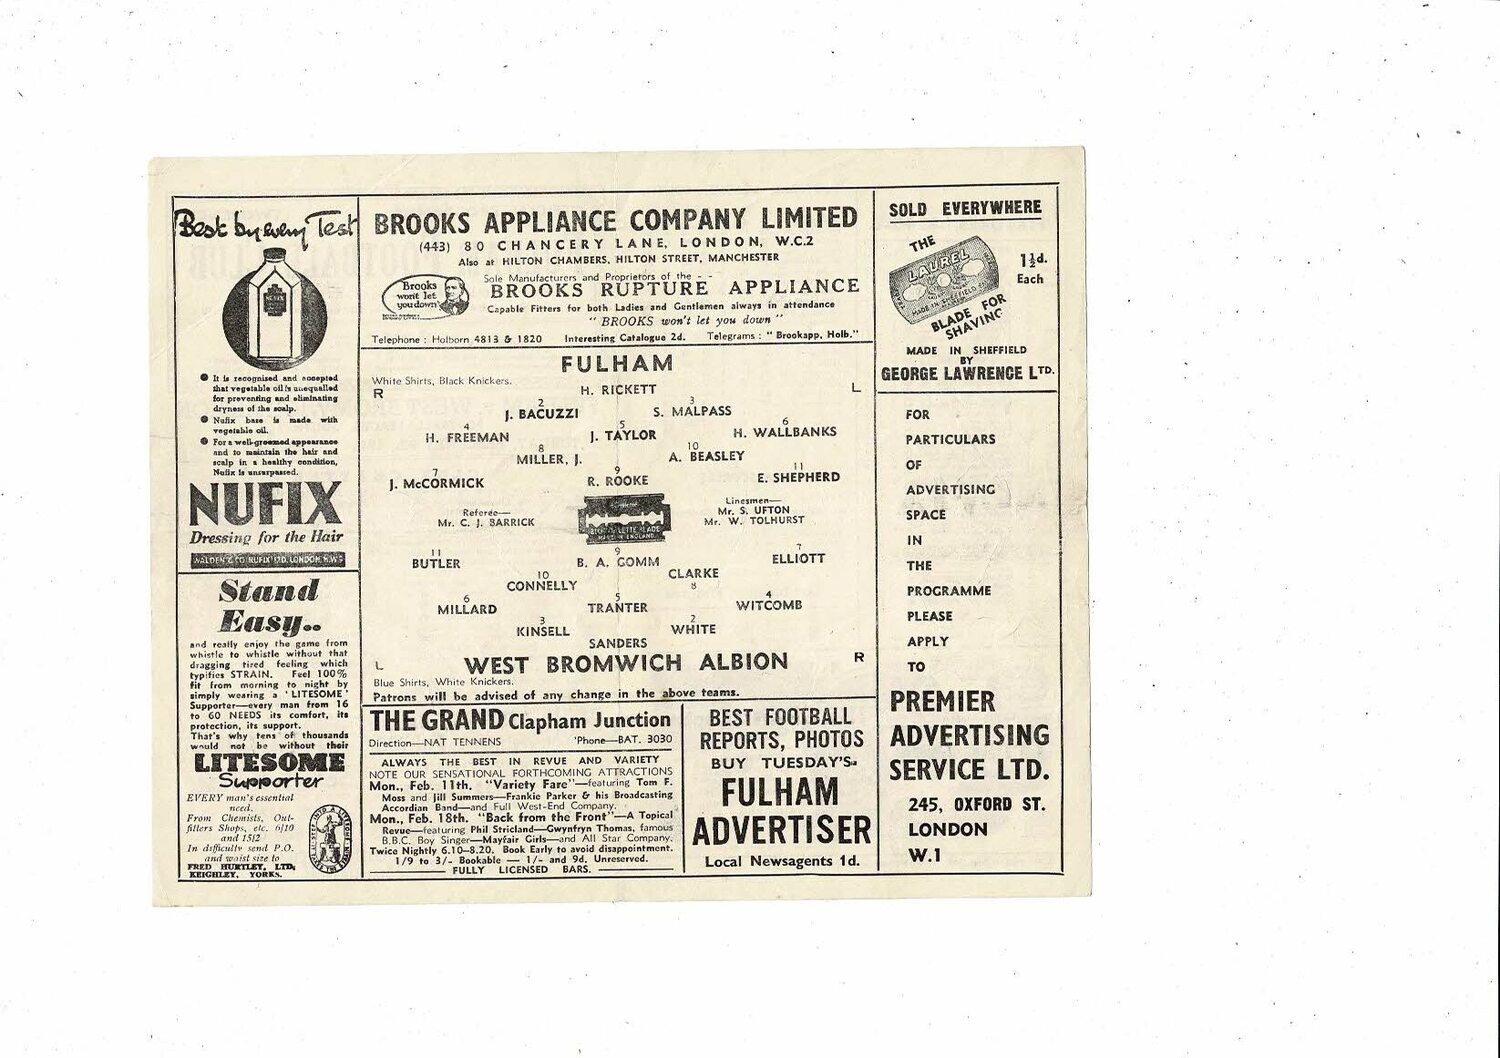 Best by every Test
NUFIX
● It is recognised and accepted
that vegetable oil is unequalled
for preventing and eliminating
dryness of the scalp.
● Nufix base is made with
vegetable oil.
● For a well-groomed appearance
and to maintain the hair and
scalp in a healthy condition,
Nufix is unsurpassed.
NUFIX
Dressing for the Hair
Stand
Easy..
and really enjoy the game from
whistle to whistle without that
dragging tired feeling which
typifies STRAIN. Feel 100%
fit from morning to night by
simply wearing a 'LITESOME'
Supporter—every man from 16
to 60 NEEDS its comfort, its
protection, its support.
That's why tens of thousands
would not be without their
LITESOME
Supporter
EVERY man's essential
need.
From Chemists, Out-
fitters Shops, etc. 6/10
and 15/2
In difficulty send P.O.
and waist size to
FRED HURTLEY, LTD.
KEIGHLEY, YORKS.
BROOKS APPLIANCE COMPANY LIMITED
(443) 80 CHANCERY LANE, LONDON, W.C.2
Also at HILTON CHAMBERS, HILTON STREET, MANCHESTER
Brooks
won't let
you down
Sole Manufacturers and Proprietors of the - -
BROOKS RUPTURE APPLIANCE
Capable Fitters for both Ladies and Gentlemen always in attendance
"BROOKS won't let you down"
Telephone : Holborn 4813 & 1820 Interesting Catalogue 2d. Telegrams : "Brookapp, Holb."
FULHAM
White Shirts, Black Knickers.
R H. RICKETT L
2 3
J. BACUZZI S. MALPASS
4 5 6
H. FREEMAN J. TAYLOR H. WALLBANKS
8 10
MILLER, J. A. BEASLEY
7 9 11
J. McCORMICK R. ROOKE E. SHEPHERD
Referee—
Mr. C. J. BARRICK
Linesmen—
Mr. S. UFTON
Mr. W. TOLHURST
11 9 7
BUTLER B. A. GOMM ELLIOTT
10 CLARKE
CONNELLY 8
6 5 4
MILLARD TRANTER WITCOMB
3 2
KINSELL WHITE
SANDERS
L WEST BROMWICH ALBION R
Blue Shirts, White Knickers.
Patrons will be advised of any change in the above teams.
THE GRAND Clapham Junction
Direction—NAT TENNENS 'Phone—BAT. 3030
ALWAYS THE BEST IN REVUE AND VARIETY
NOTE OUR SENSATIONAL FORTHCOMING ATTRACTIONS
Mon., Feb. 11th. "Variety Fare"—featuring Tom F.
Moss and Jill Summers—Frankie Parker & his Broadcasting
Accordian Band—and Full West-End Company.
Mon., Feb. 18th. "Back from the Front"—A Topical
Revue—featuring Phil Stricland—Gwynfryn Thomas, famous
B.B.C. Boy Singer—Mayfair Girls—and All Star Company.
Twice Nightly 6.10-8.20. Book Early to avoid disappointment.
1/9 to 3/- Bookable — 1/- and 9d. Unreserved.
FULLY LICENSED BARS.
BEST FOOTBALL
REPORTS, PHOTOS
BUY TUESDAY'S
FULHAM
ADVERTISER
Local Newsagents 1d.
SOLD EVERYWHERE
THE
LAUREL
MADE IN SHEFFIELD
1½d.
Each
BLADE FOR
SHAVING
MADE IN SHEFFIELD
BY
GEORGE LAWRENCE LTD.
FOR
PARTICULARS
OF
ADVERTISING
SPACE
IN
THE
PROGRAMME
PLEASE
APPLY
TO
PREMIER
ADVERTISING
SERVICE LTD.
245, OXFORD ST.
LONDON
W.1